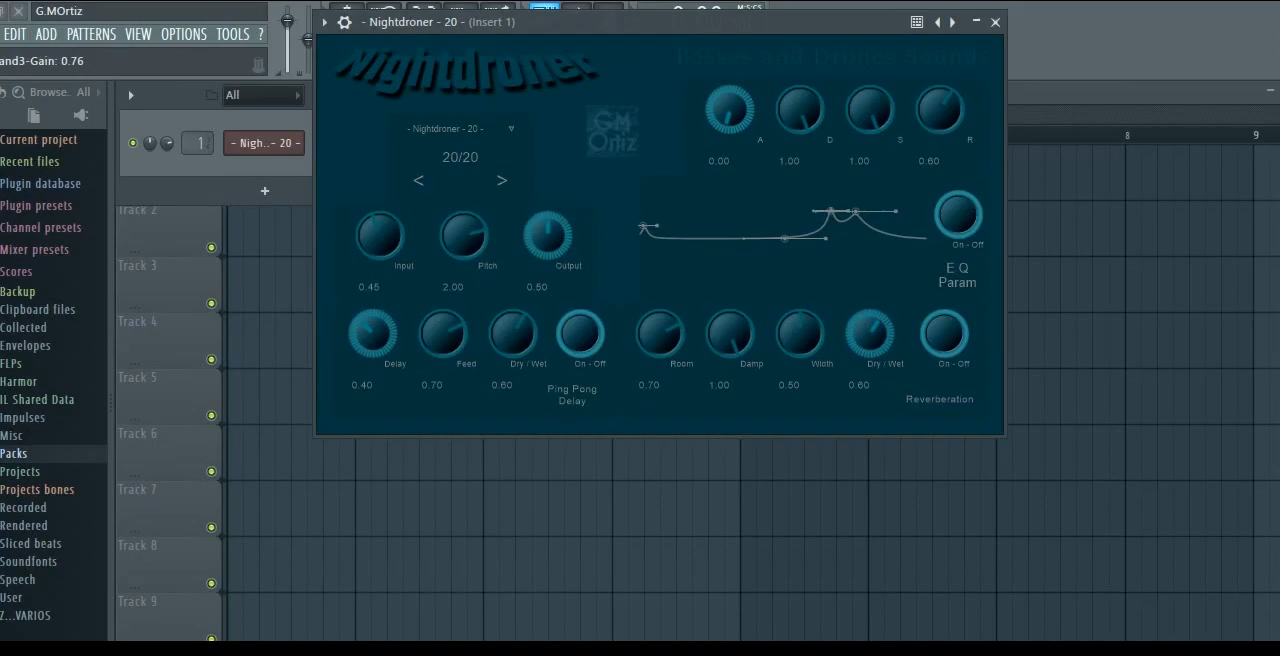 G.MOrtiz
EDIT ADD PATTERNS VIEW OPTIONS TOOLS ?
and3-Gain: 0.76
Browse.. All
All
1
- Nigh..- 20 -
+
Current project
Recent files
Plugin database
Plugin presets
Channel presets
Mixer presets
Scores
Backup
Clipboard files
Collected
Envelopes
FLPs
Harmor
IL Shared Data
Impulses
Misc
Packs
Projects
Projects bones
Recorded
Rendered
Sliced beats
Soundfonts
Speech
User
Z...VARIOS
Track 2
Track 3
Track 4
Track 5
Track 6
Track 7
Track 8
Track 9
8 9
- Nightdroner - 20 - (Insert 1)
Nightdroner
Basses and Drones Sounds
GM
Ortiz
- Nightdroner - 20 -
20/20
< >
A D S R
0.00 1.00 1.00 0.60
Input Pitch Output
0.45 2.00 0.50
On - Off
E Q
Param
Delay Feed Dry / Wet On - Off
0.40 0.70 0.60
Ping Pong
Delay
Room Damp Width Dry / Wet On - Off
0.70 1.00 0.50 0.60
Reverberation